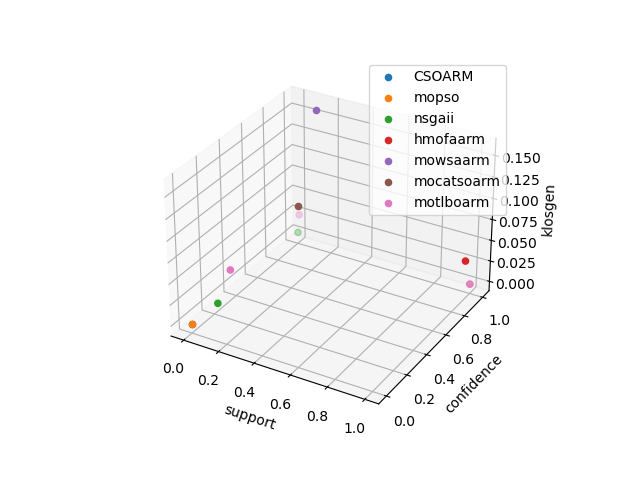 CSOARM
mopso
nsgaii
hmofaarm
mowsaarm
mocatsoarm
motlboarm
0.150
0.125
0.100
0.075
0.050
0.025
0.000
klosgen
0.0
0.2
0.4
0.6
0.8
1.0
support
0.0
0.2
0.4
0.6
0.8
1.0
confidence